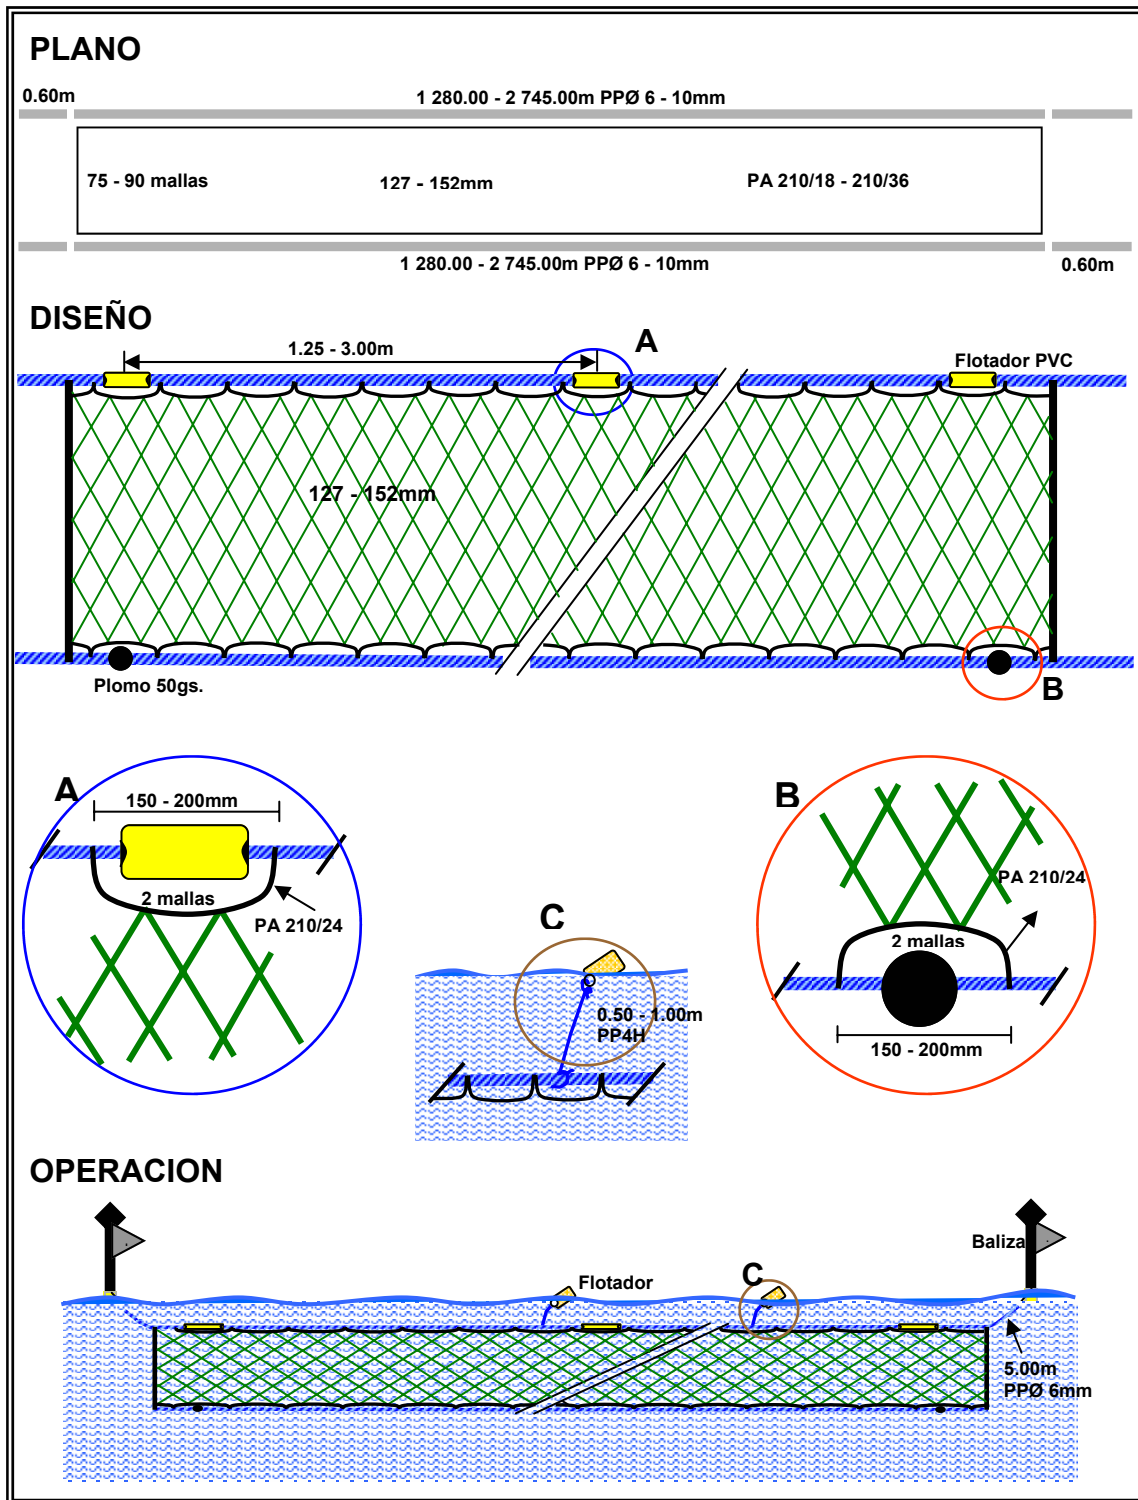 PLANO
0.60m
1 280.00 - 2 745.00m PPØ 6 - 10mm
75 - 90 mallas
127 - 152mm
PA 210/18 - 210/36
1 280.00 - 2 745.00m PPØ 6 - 10mm
0.60m
DISEÑO
1.25 - 3.00m
A
Flotador PVC
127 - 152mm
Plomo 50gs.
B
A
150 - 200mm
2 mallas
PA 210/24
B
PA 210/24
2 mallas
150 - 200mm
C
0.50 - 1.00m
PP4H
OPERACION
Baliza
Flotador
C
5.00m
PPØ 6mm